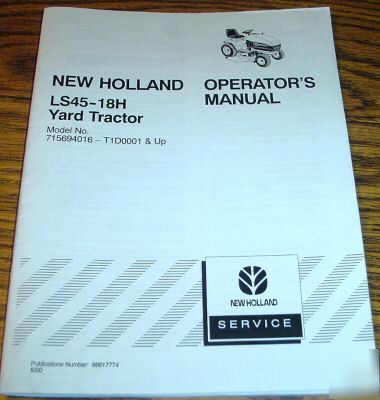 NEW HOLLAND
LS45-18H
Yard Tractor
Model No.
715694016 - T1D0001 & Up
OPERATOR'S
MANUAL
NEW HOLLAND
SERVICE
Publications Number: 86617774
6/00